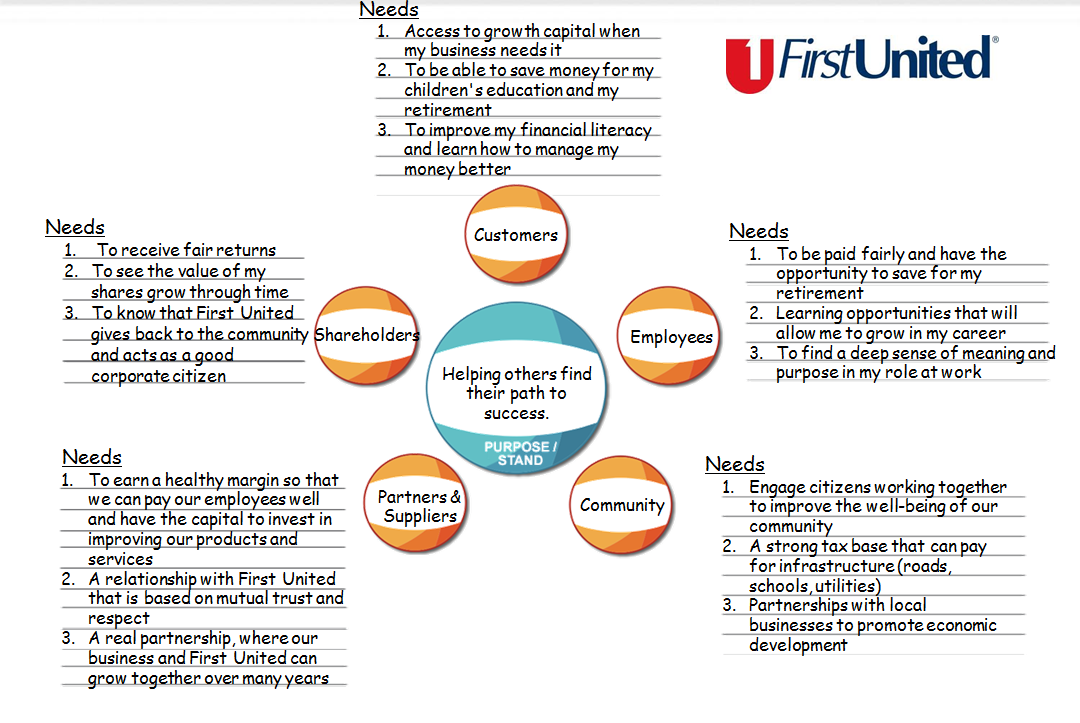 Needs
1. Access to growth capital when
my business needs it
2. To be able to save money for my
children's education and my
retirement
3. To improve my financial literacy
and learn how to manage my
money better
1 FirstUnited®
Customers
Needs
1. To receive fair returns
2. To see the value of my
shares grow through time
3. To know that First United
gives back to the community
and acts as a good
corporate citizen
Shareholders
Employees
Needs
1. To be paid fairly and have the
opportunity to save for my
retirement
2. Learning opportunities that will
allow me to grow in my career
3. To find a deep sense of meaning and
purpose in my role at work
Helping others find
their path to
success.
PURPOSE /
STAND
Needs
1. To earn a healthy margin so that
we can pay our employees well
and have the capital to invest in
improving our products and
services
2. A relationship with First United
that is based on mutual trust and
respect
3. A real partnership, where our
business and First United can
grow together over many years
Partners &
Suppliers
Community
Needs
1. Engage citizens working together
to improve the well-being of our
community
2. A strong tax base that can pay
for infrastructure (roads,
schools, utilities)
3. Partnerships with local
businesses to promote economic
development